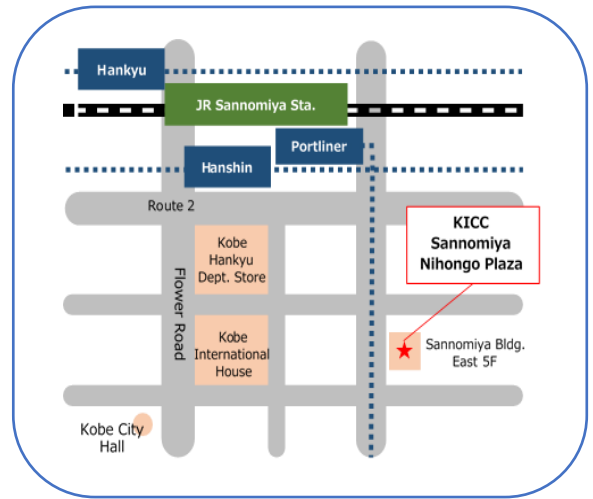 Hankyu
JR Sannomiya Sta.
Portliner
Hanshin
Route 2
KICC
Sannomiya
Nihongo Plaza
Kobe
Hankyu
Dept. Store
Flower Road
Kobe
International
House
Sannomiya Bldg.
East 5F
Kobe City
Hall